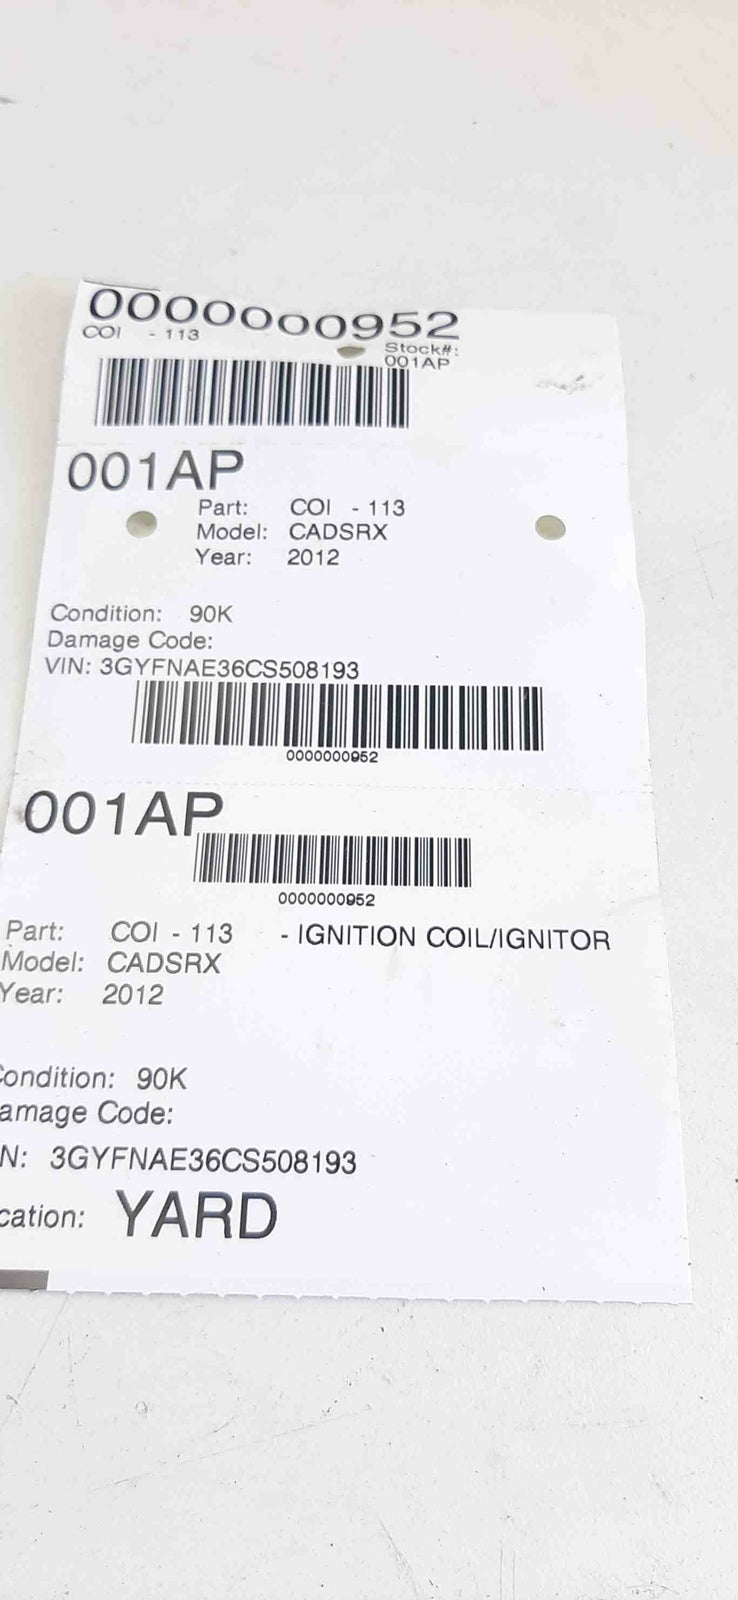 0000000952
COI - 113
Stock#:
001AP
001AP
Part: COI - 113
Model: CADSRX
Year: 2012
Condition: 90K
Damage Code:
VIN: 3GYFNAE36CS508193
0000000952
001AP
0000000952
Part: COI - 113 - IGNITION COIL/IGNITOR
Model: CADSRX
Year: 2012
ondition: 90K
amage Code:
N: 3GYFNAE36CS508193
cation: YARD